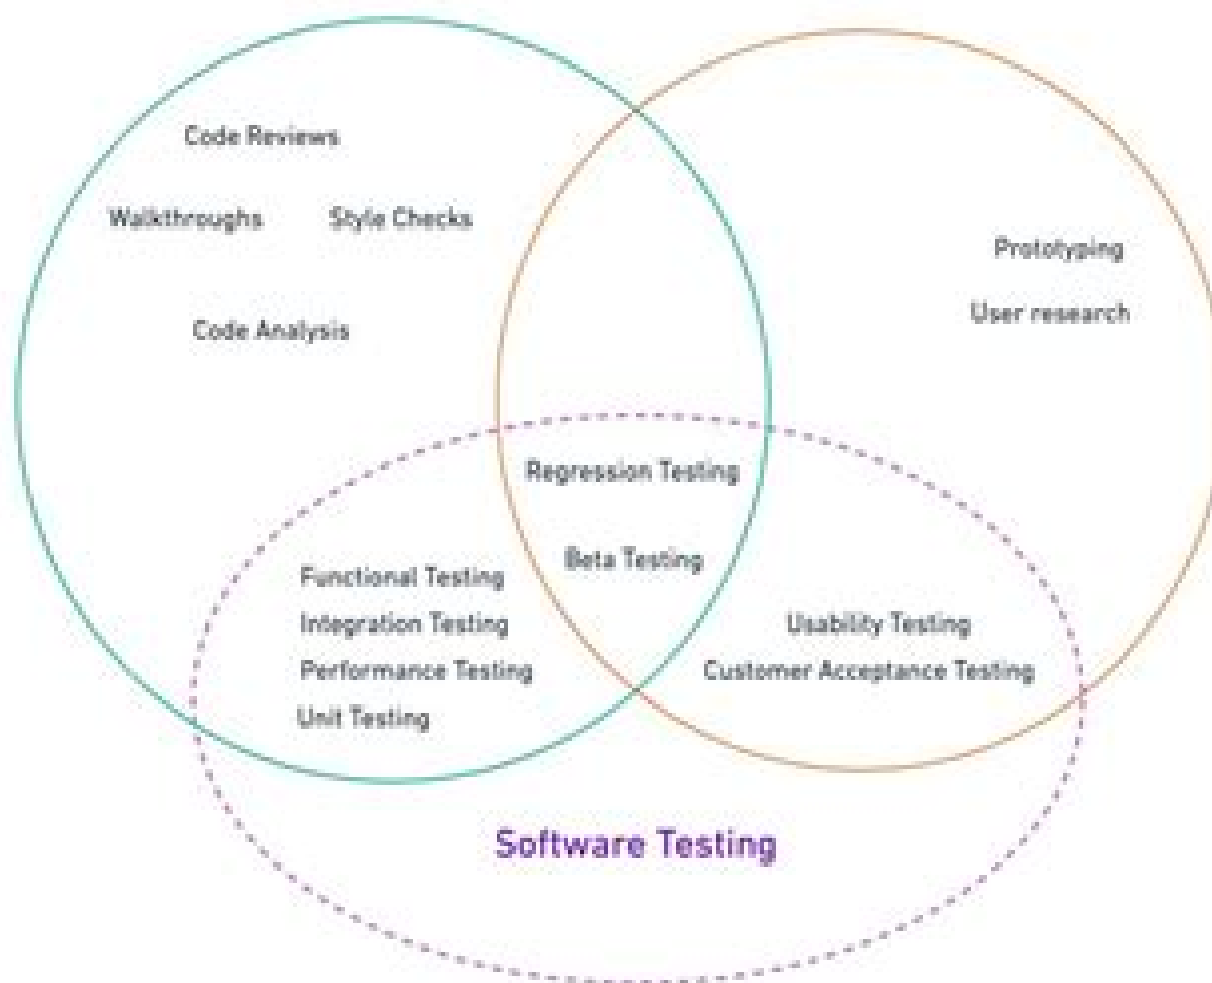 Code Reviews
Walkthroughs Style Checks
Prototyping
User research
Code Analysis
Regression Testing
Beta Testing
Functional Testing
Integration Testing
Performance Testing
Unit Testing
Usability Testing
Customer Acceptance Testing
Software Testing